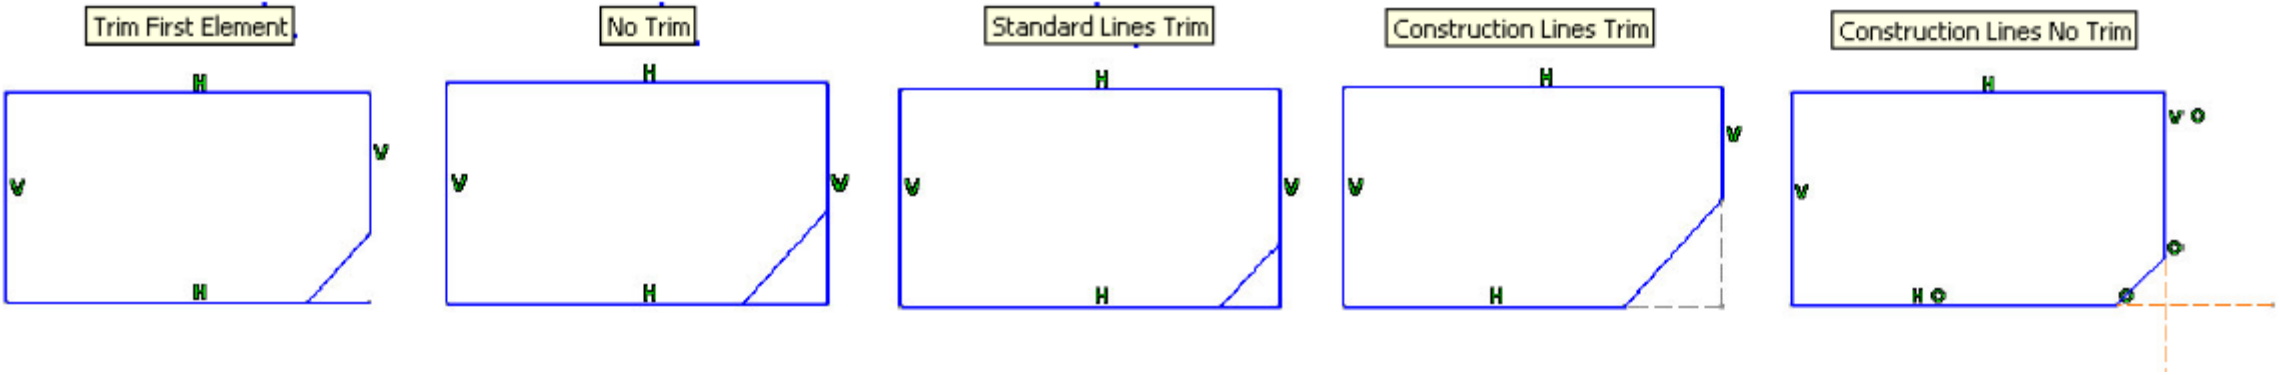 Trim First Element
No Trim
Standard Lines Trim
Construction Lines Trim
Construction Lines No Trim
H
V
V
H
H
V
V
H
H
V
V
H
H
V
V
H
H
V O
V
O
H O
O